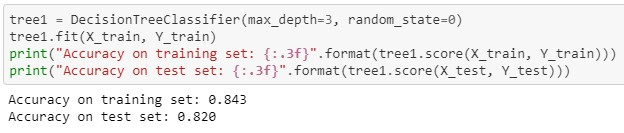 tree1 = DecisionTreeClassifier(max_depth=3, random_state=0)
tree1.fit(X_train, Y_train)
print("Accuracy on training set: {:.3f}".format(tree1.score(X_train, Y_train)))
print("Accuracy on test set: {:.3f}".format(tree1.score(X_test, Y_test)))
Accuracy on training set: 0.843
Accuracy on test set: 0.820